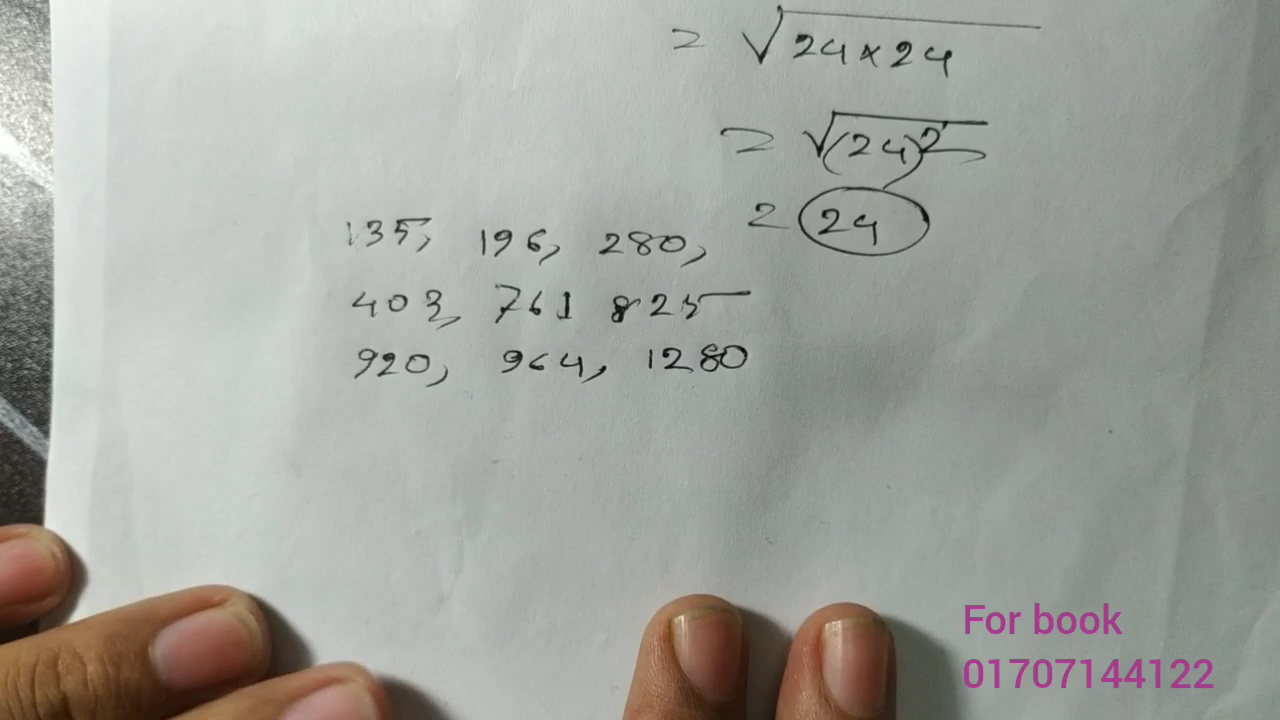 = √24×24
= √(24)²
= 24
135, 196, 280,
403, 761 825
920, 964, 1280
For book
01707144122